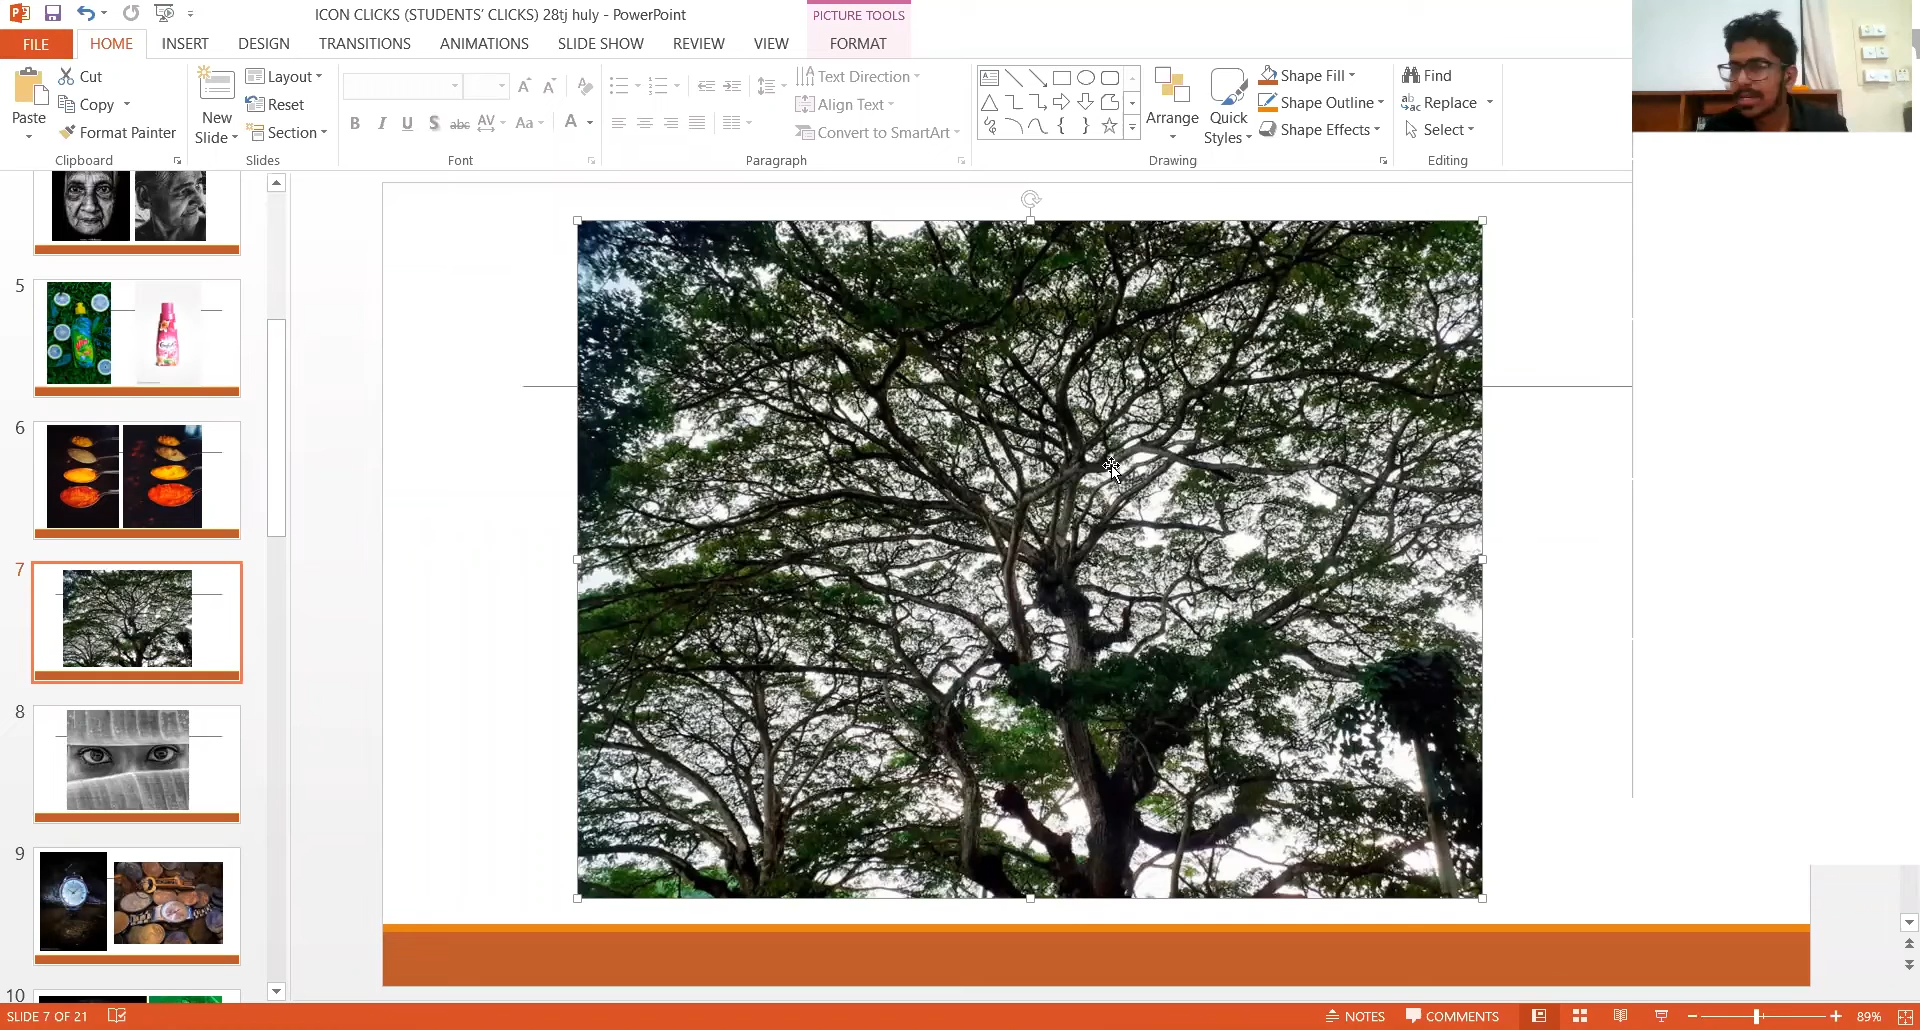 ICON CLICKS (STUDENTS' CLICKS) 28tj huly - PowerPoint
PICTURE TOOLS
FILE HOME INSERT DESIGN TRANSITIONS ANIMATIONS SLIDE SHOW REVIEW VIEW FORMAT
Paste
Cut
Copy
Format Painter
Clipboard
New
Slide
Layout
Reset
Section
Slides
B I U S abc AV Aa A
Font
Text Direction
Align Text
Convert to SmartArt
Paragraph
Arrange
Quick
Styles
Shape Fill
Shape Outline
Shape Effects
Drawing
Find
Replace
Select
Editing
5
6
7
8
9
10
SLIDE 7 OF 21
NOTES COMMENTS 89%